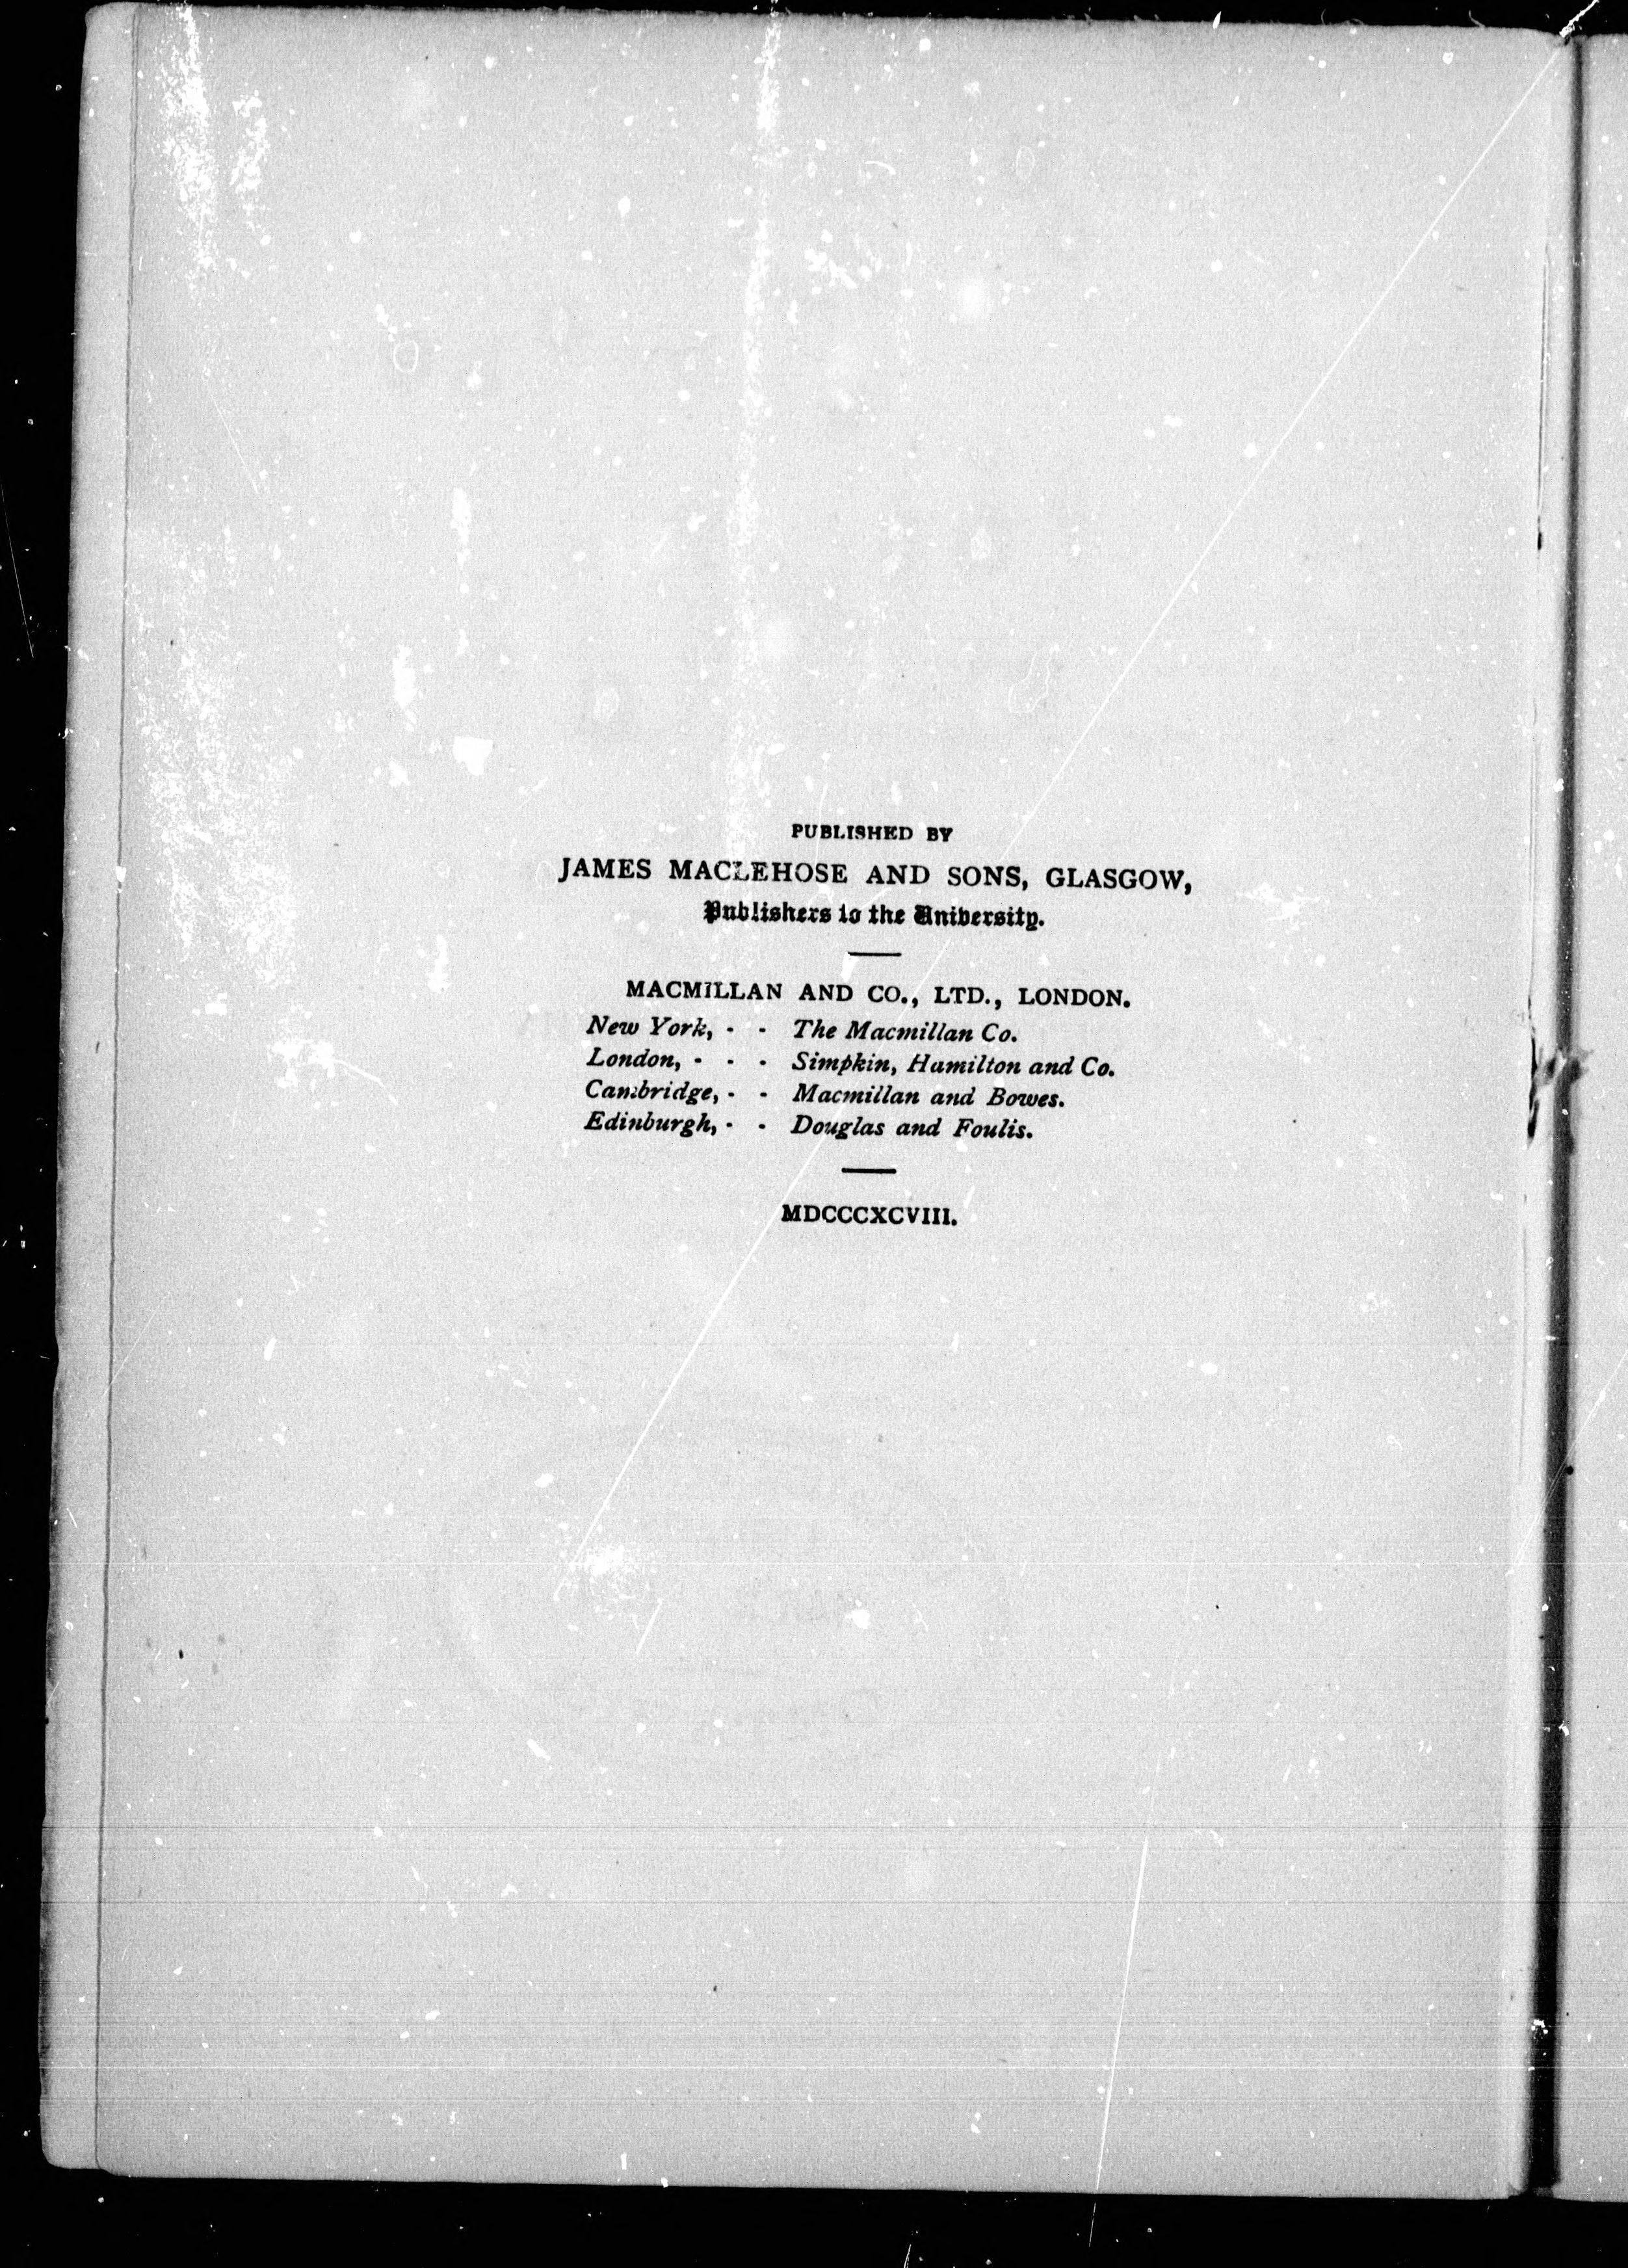 PUBLISHED BY
JAMES MACLEHOSE AND SONS, GLASGOW,
Publishers to the University.
MACMILLAN AND CO., LTD., LONDON.
New York, - - The Macmillan Co.
London, - - - Simpkin, Hamilton and Co.
Cambridge, - - Macmillan and Bowes.
Edinburgh, - - Douglas and Foulis.
MDCCCXCVIII.